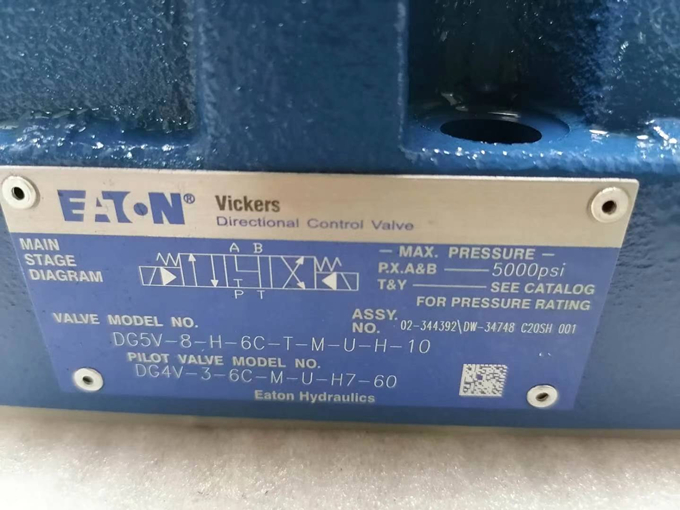 EATON® Vickers
Directional Control Valve
MAIN
STAGE
DIAGRAM
A B
P T
— MAX. PRESSURE —
P.X.A&B — 5000psi
T&Y — SEE CATALOG
FOR PRESSURE RATING
VALVE MODEL NO.
ASSY.
NO. 02-344392\DW-34748 C20SH 001
DG5V-8-H-6C-T-M-U-H-10
PILOT VALVE MODEL NO.
DG4V-3-6C-M-U-H7-60
Eaton Hydraulics